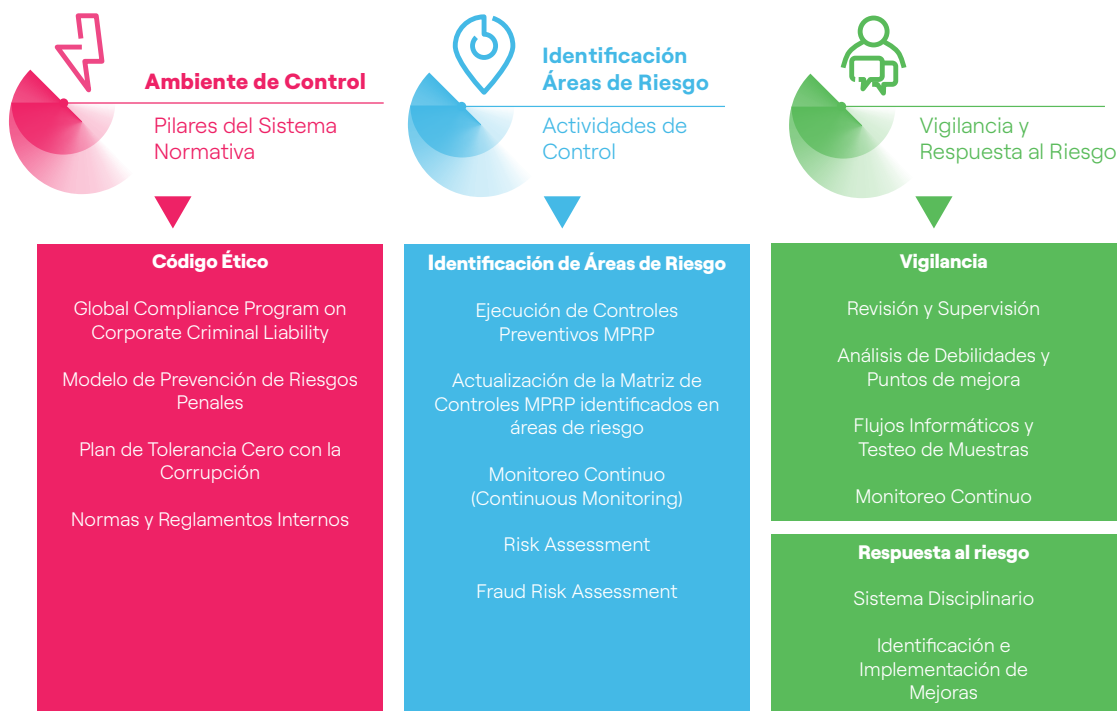 Ambiente de Control
Pilares del Sistema
Normativa
Código Ético
Global Compliance Program on
Corporate Criminal Liability
Modelo de Prevención de Riesgos
Penales
Plan de Tolerancia Cero con la
Corrupción
Normas y Reglamentos Internos
Identificación
Áreas de Riesgo
Actividades de
Control
Identificación de Áreas de Riesgo
Ejecución de Controles
Preventivos MPRP
Actualización de la Matriz de
Controles MPRP identificados en
áreas de riesgo
Monitoreo Continuo
(Continuous Monitoring)
Risk Assessment
Fraud Risk Assessment
Vigilancia y
Respuesta al Riesgo
Vigilancia
Revisión y Supervisión
Análisis de Debilidades y
Puntos de mejora
Flujos Informáticos y
Testeo de Muestras
Monitoreo Continuo
Respuesta al riesgo
Sistema Disciplinario
Identificación e
Implementación de
Mejoras